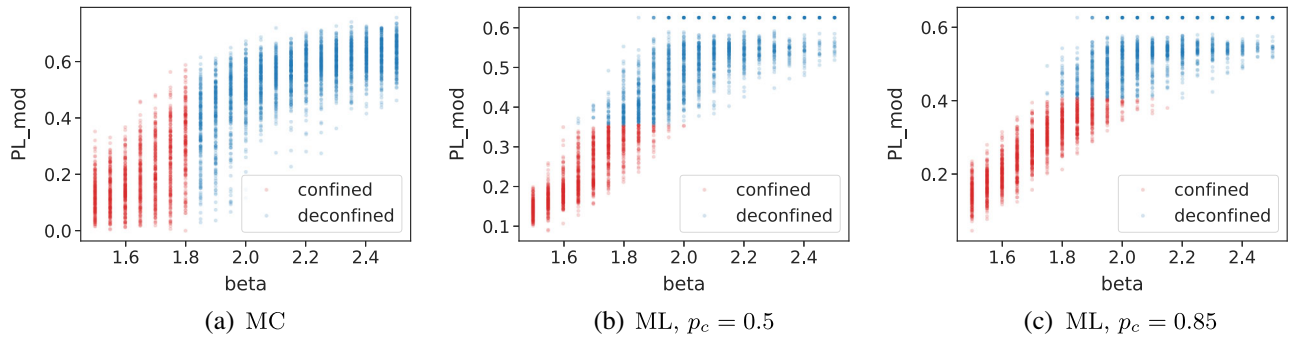 PL_mod
0.6
0.4
0.2
0.0
confined
deconfined
1.6 1.8 2.0 2.2 2.4
beta
(a) MC
PL_mod
0.6
0.5
0.4
0.3
0.2
0.1
confined
deconfined
1.6 1.8 2.0 2.2 2.4
beta
(b) ML, p_c = 0.5
PL_mod
0.6
0.4
0.2
confined
deconfined
1.6 1.8 2.0 2.2 2.4
beta
(c) ML, p_c = 0.85